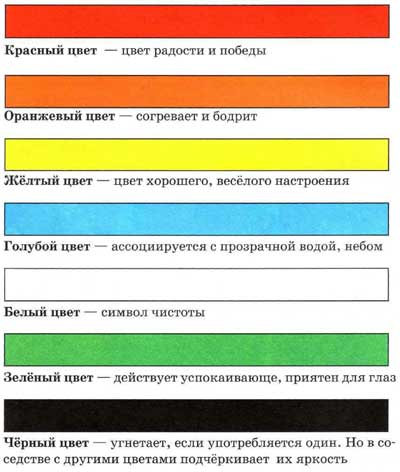 Красный цвет — цвет радости и победы
Оранжевый цвет — согревает и бодрит
Жёлтый цвет — цвет хорошего, весёлого настроения
Голубой цвет — ассоциируется с прозрачной водой, небом
Белый цвет — символ чистоты
Зелёный цвет — действует успокаивающе, приятен для глаз
Чёрный цвет — угнетает, если употребляется один. Но в со-
седстве с другими цветами подчёркивает их яркость